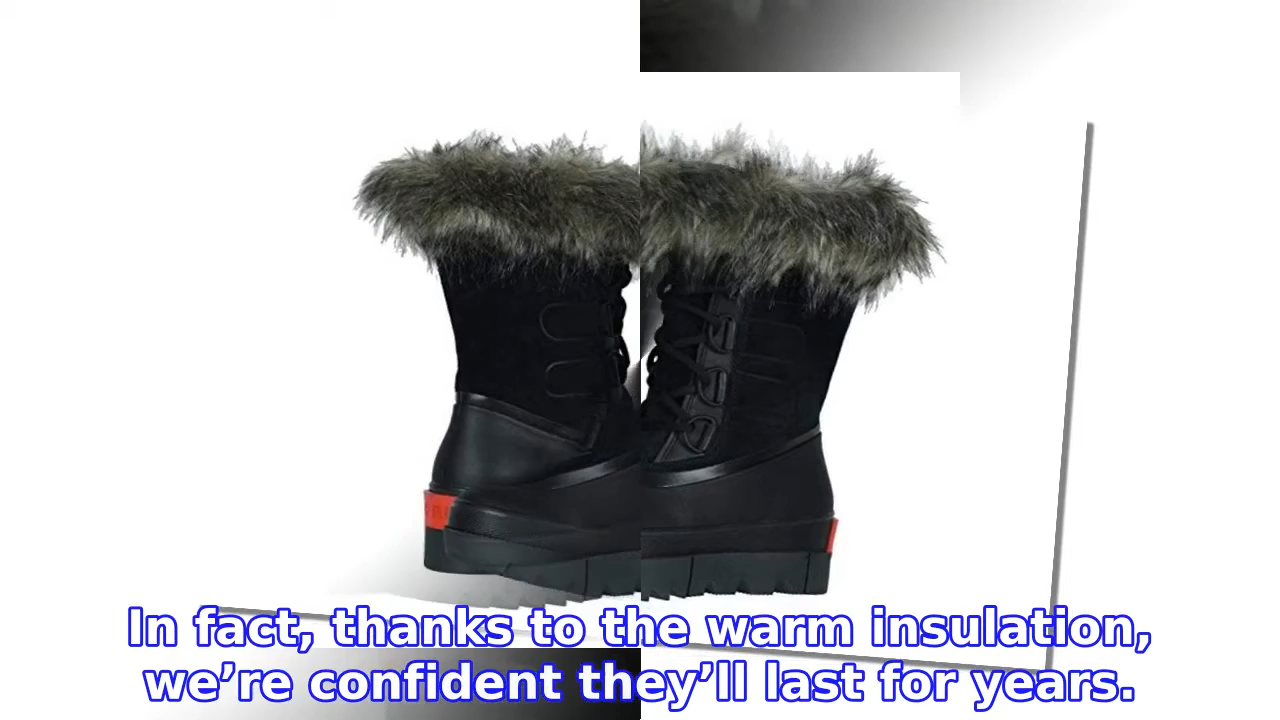 In fact, thanks to the warm insulation,
we’re confident they’ll last for years.